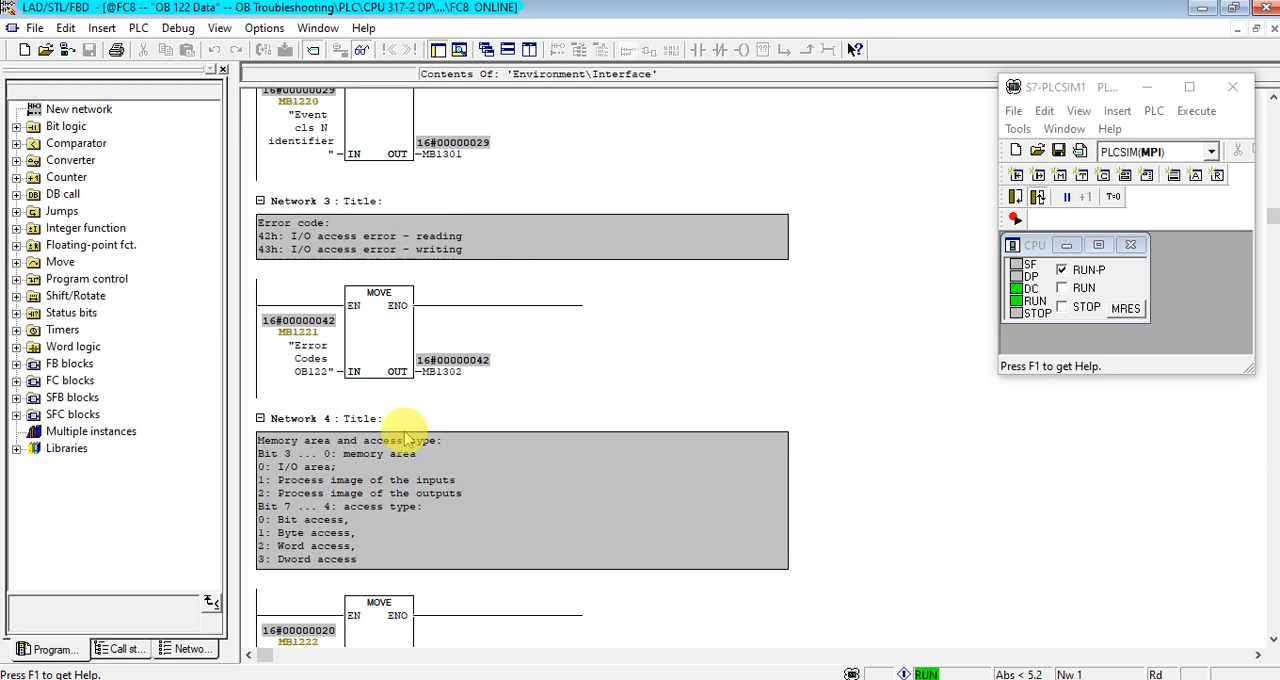 LAD/STL/FBD - [@FC8 -- "OB 122 Data" -- OB Troubleshooting\PLC\CPU 317-2 DP\...\FC8 ONLINE]
File Edit Insert PLC Debug View Options Window Help
Contents Of: 'Environment\Interface'
New network
Bit logic
Comparator
Converter
Counter
DB call
Jumps
Integer function
Floating-point fct.
Move
Program control
Shift/Rotate
Status bits
Timers
Word logic
FB blocks
FC blocks
SFB blocks
SFC blocks
Multiple instances
Libraries
Program...
Call st...
Netwo...
16#00000029
MB1220
"Event
cls N
identifier
"
IN OUT
16#00000029
MB1301
Network 3 : Title:
Error code:
42h: I/O access error - reading
43h: I/O access error - writing
MOVE
EN ENO
16#00000042
MB1221
"Error
Codes
OB122"
IN OUT
16#00000042
MB1302
Network 4 : Title:
Memory area and access type:
Bit 3 ... 0: memory area
0: I/O area;
1: Process image of the inputs
2: Process image of the outputs
Bit 7 ... 4: access type:
0: Bit access,
1: Byte access,
2: Word access,
3: Dword access
MOVE
EN ENO
16#00000020
MB1222
S7-PLCSIM1 PL...
File Edit View Insert PLC Execute
Tools Window Help
PLCSIM(MPI)
+1 T=0
CPU
SF
DP
DC
RUN
STOP
RUN-P
RUN
STOP
MRES
Press F1 to get Help.
Press F1 to get Help.
RUN
Abs < 5.2
Nw 1
Rd